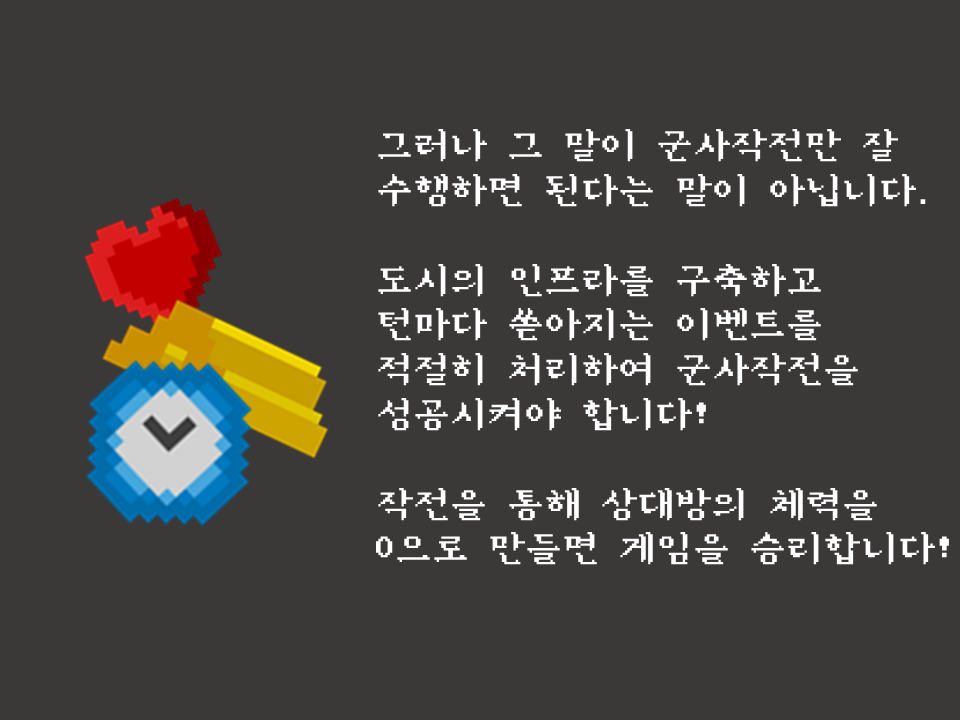 그러나 그 말이 군사작전만 잘
수행하면 된다는 말이 아닙니다.
도시의 인프라를 구축하고
턴마다 쏟아지는 이벤트를
적절히 처리하여 군사작전을
성공시켜야 합니다!
작전을 통해 상대방의 체력을
0으로 만들면 게임을 승리합니다!